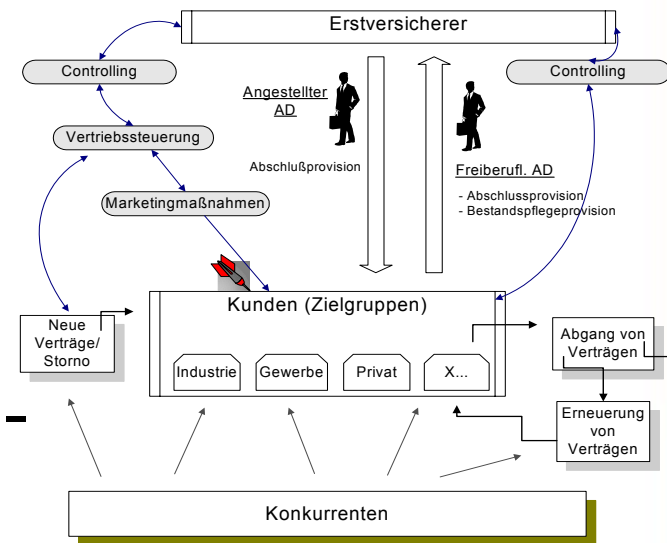 Erstversicherer
Controlling
Controlling
Angestellter
AD
Vertriebssteuerung
Abschlußprovision
Freiberufl. AD
- Abschlussprovision
- Bestandspflegeprovision
Marketingmaßnahmen
Kunden (Zielgruppen)
Neue
Verträge/
Storno
Abgang von
Verträgen
Industrie
Gewerbe
Privat
X...
Erneuerung
von
Verträgen
Konkurrenten